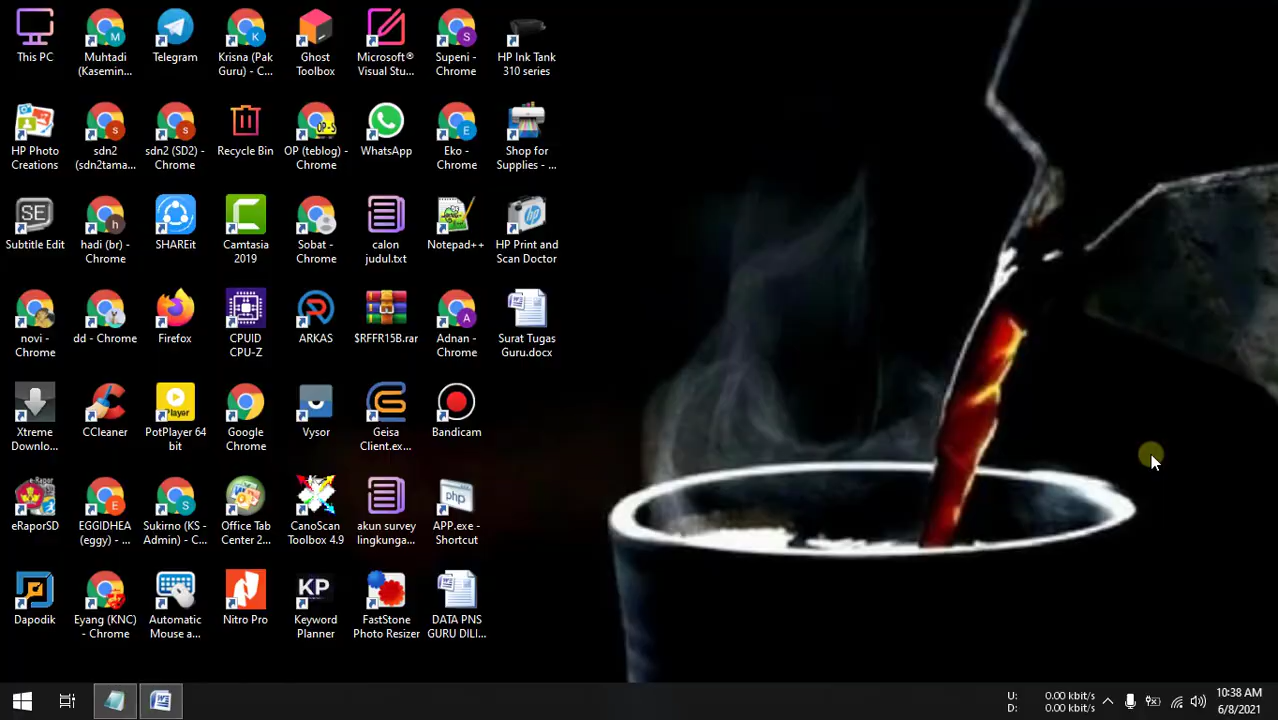 This PC
Muhtadi
(Kasemin...
Telegram
Krisna (Pak
Guru) - C...
Ghost
Toolbox
Microsoft®
Visual Stu...
Supeni -
Chrome
HP Ink Tank
310 series
HP Photo
Creations
sdn2
(sdn2tama...
sdn2 (SD2) -
Chrome
Recycle Bin
OP (teblog) -
Chrome
WhatsApp
Eko -
Chrome
Shop for
Supplies - ...
Subtitle Edit
hadi (br) -
Chrome
SHAREit
Camtasia
2019
Sobat -
Chrome
calon
judul.txt
Notepad++
HP Print and
Scan Doctor
novi -
Chrome
dd - Chrome
Firefox
CPUID
CPU-Z
ARKAS
$RFFR15B.rar
Adnan -
Chrome
Surat Tugas
Guru.docx
Xtreme
Downlo...
CCleaner
PotPlayer 64
bit
Google
Chrome
Vysor
Geisa
Client.ex...
Bandicam
eRaporSD
EGGIDHEA
(eggy) - ...
Sukirno (KS -
Admin) - C...
Office Tab
Center 2...
CanoScan
Toolbox 4.9
akun survey
lingkunga...
APP.exe -
Shortcut
Dapodik
Eyang (KNC)
- Chrome
Automatic
Mouse a...
Nitro Pro
Keyword
Planner
FastStone
Photo Resizer
DATA PNS
GURU DILI...
U: 0.00 kbit/s
D: 0.00 kbit/s
10:38 AM
6/8/2021